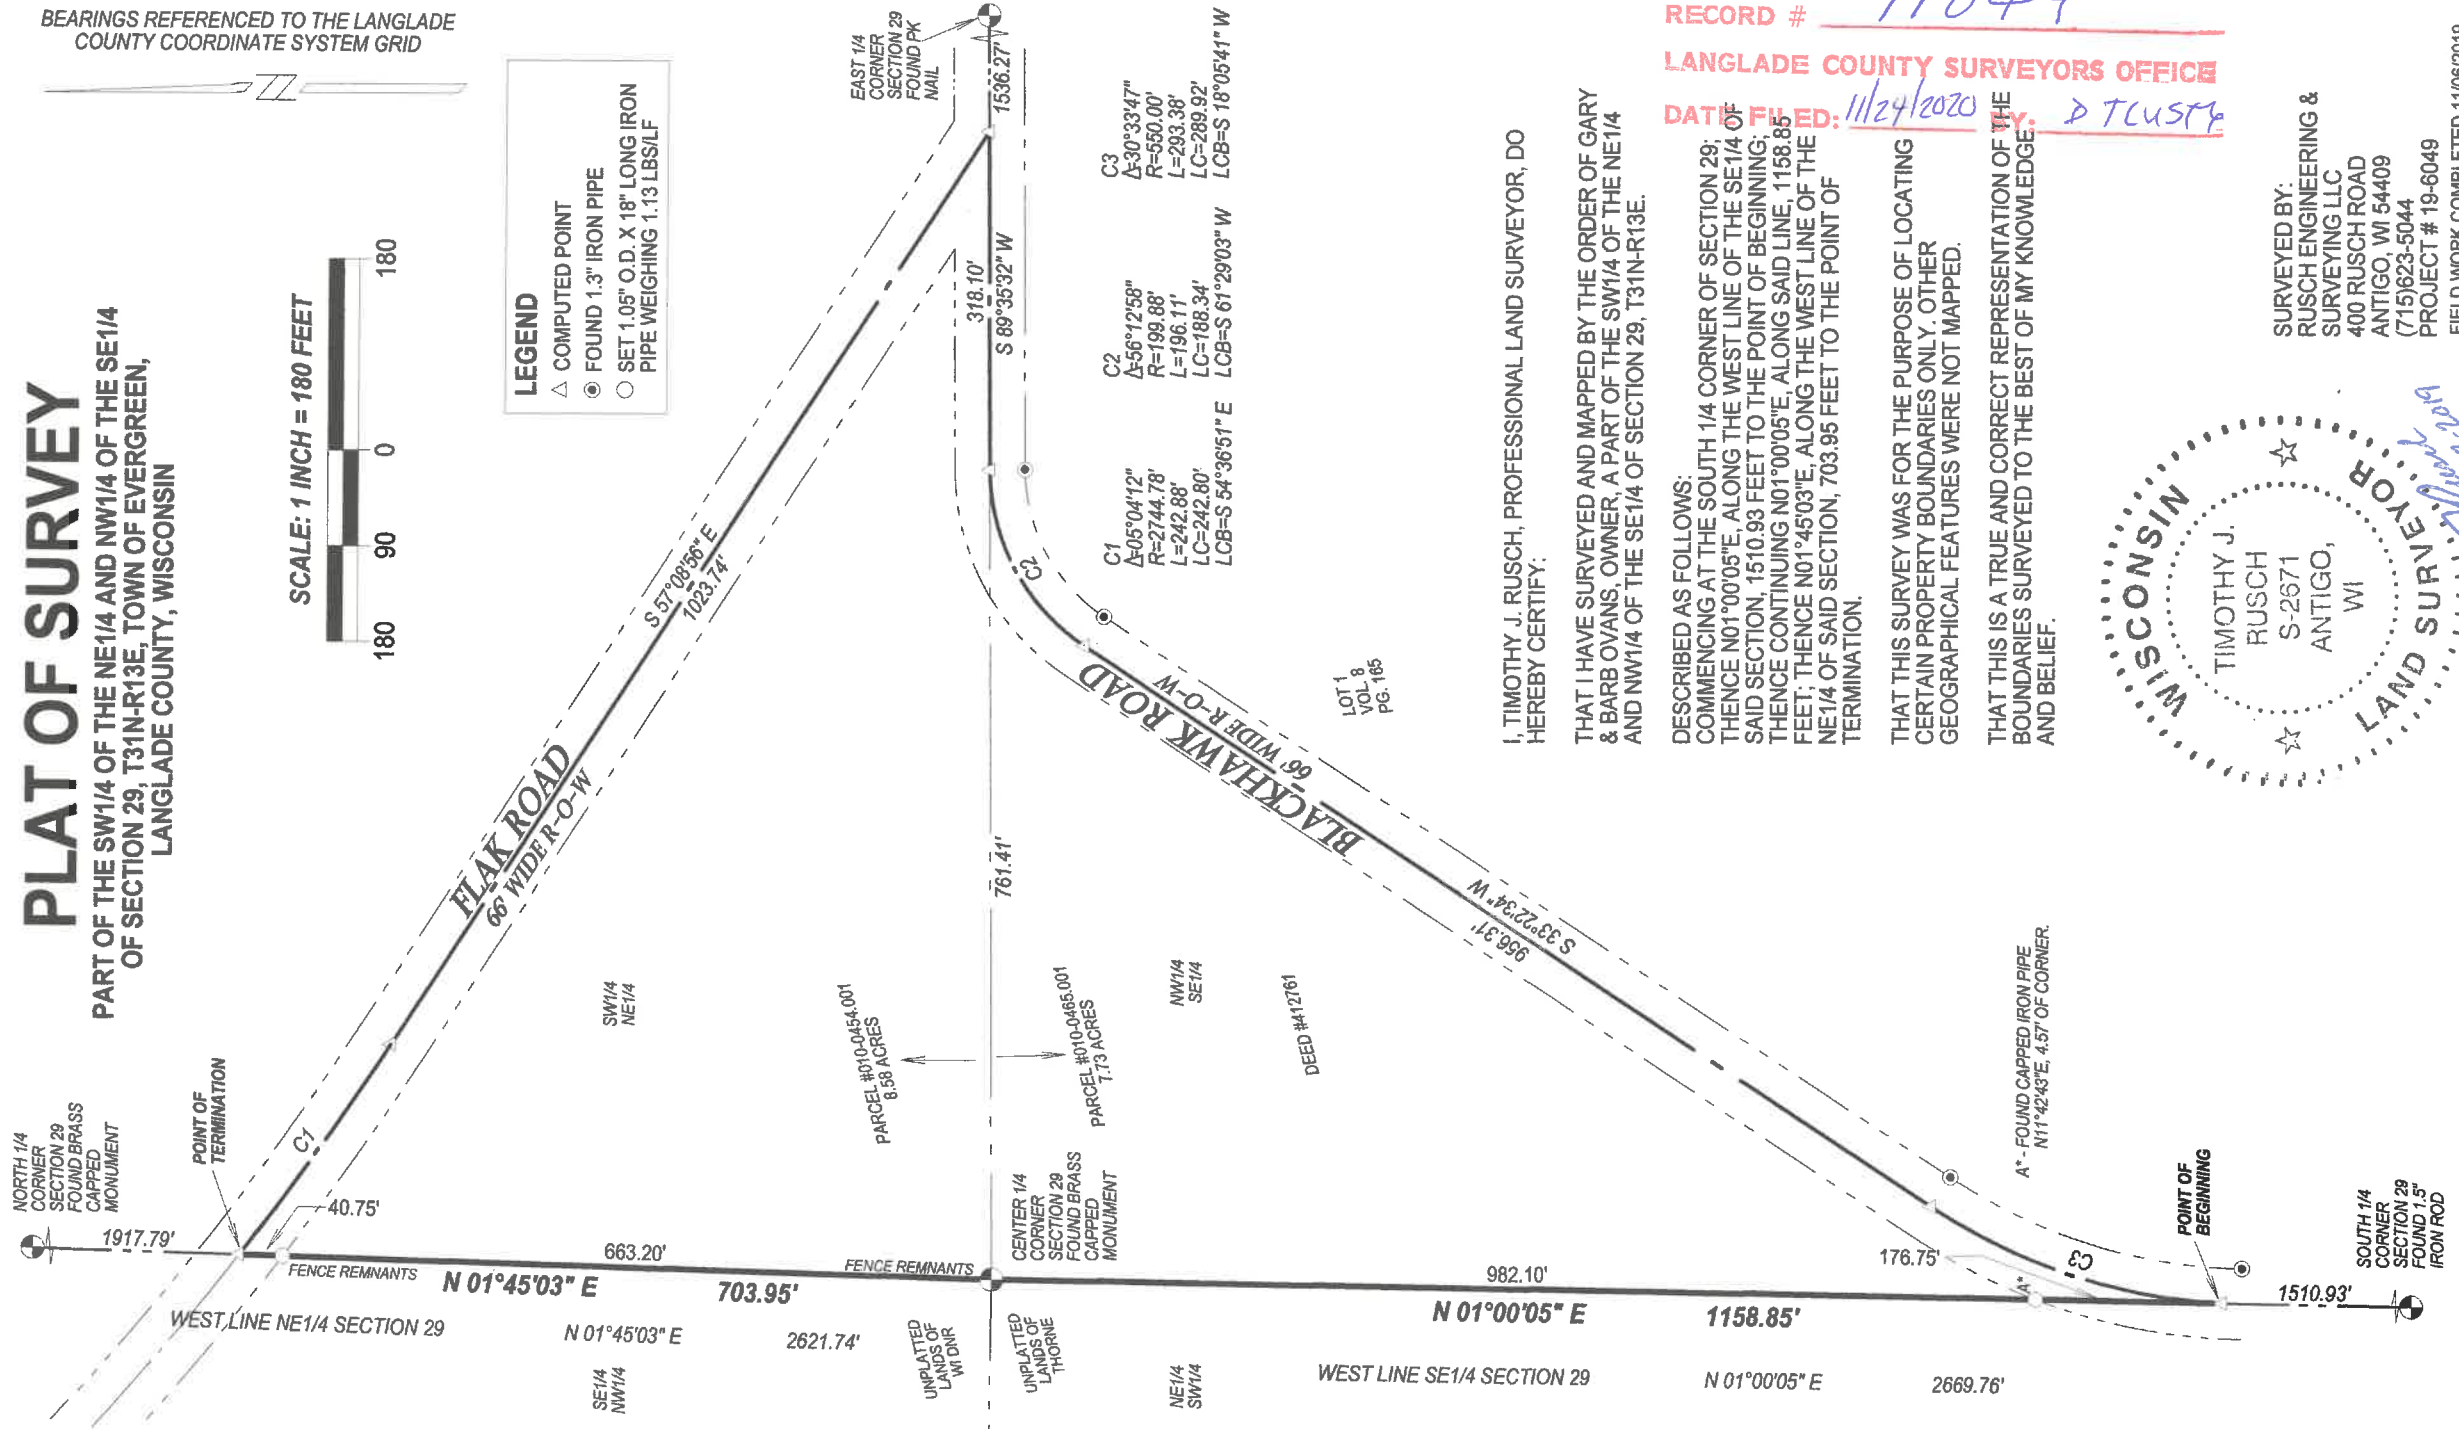 BEARINGS REFERENCED TO THE LANGLADE
COUNTY COORDINATE SYSTEM GRID
PLAT OF SURVEY
PART OF THE SW1/4 OF THE NE1/4 AND NW1/4 OF THE SE1/4
OF SECTION 29, T31N-R13E, TOWN OF EVERGREEN,
LANGLADE COUNTY, WISCONSIN
SCALE: 1 INCH = 180 FEET
180 90 0 180
LEGEND
△ COMPUTED POINT
◉ FOUND 1.3" IRON PIPE
○ SET 1.05" O.D. X 18" LONG IRON
PIPE WEIGHING 1.13 LBS/LF
NORTH 1/4
CORNER
SECTION 29
FOUND BRASS
CAPPED
MONUMENT
1917.79'
POINT OF
TERMINATION
40.75'
C1
FLAK ROAD
66' WIDE R-O-W
S 57°08'56" E
1023.74'
EAST 1/4
CORNER
SECTION 29
FOUND PK
NAIL
1536.27'
318.10'
S 89°35'32" W
C2
761.41'
SW1/4
NE1/4
PARCEL #010-0454.001
8.58 ACRES
PARCEL #010-0465.001
7.73 ACRES
NW1/4
SE1/4
DEED #412761
BLACKHAWK ROAD
66' WIDE R-O-W
LOT 1
VOL. 8
PG. 165
S 33°22'34" W
956.31'
FENCE REMNANTS
663.20'
FENCE REMNANTS
N 01°45'03" E
703.95'
WEST LINE NE1/4 SECTION 29
N 01°45'03" E
2621.74'
SE1/4
NW1/4
CENTER 1/4
CORNER
SECTION 29
FOUND BRASS
CAPPED
MONUMENT
UNPLATTED
LANDS OF
WI DNR
UNPLATTED
LANDS OF
THORNE
NE1/4
SW1/4
982.10'
N 01°00'05" E
1158.85'
WEST LINE SE1/4 SECTION 29
N 01°00'05" E
2669.76'
176.75'
A*
C3
A* - FOUND CAPPED IRON PIPE
N11°42'43"E, 4.57' OF CORNER.
POINT OF
BEGINNING
1510.93'
SOUTH 1/4
CORNER
SECTION 29
FOUND 1.5"
IRON ROD
C1
Δ=05°04'12"
R=2744.78'
L=242.88'
LC=242.80'
LCB=S 54°36'51" E
C2
Δ=56°12'58"
R=199.88'
L=196.11'
LC=188.34'
LCB=S 61°29'03" W
C3
Δ=30°33'47"
R=550.00'
L=293.38'
LC=289.92'
LCB=S 18°05'41" W
RECORD #
LANGLADE COUNTY SURVEYORS OFFICE
DATE FILED: 11/24/2020 BY: D TLUSTY
I, TIMOTHY J. RUSCH, PROFESSIONAL LAND SURVEYOR, DO
HEREBY CERTIFY:
THAT I HAVE SURVEYED AND MAPPED BY THE ORDER OF GARY
& BARB OVANS, OWNER, A PART OF THE SW1/4 OF THE NE1/4
AND NW1/4 OF THE SE1/4 OF SECTION 29, T31N-R13E.
DESCRIBED AS FOLLOWS:
COMMENCING AT THE SOUTH 1/4 CORNER OF SECTION 29;
THENCE N01°00'05"E, ALONG THE WEST LINE OF THE SE1/4 OF
SAID SECTION, 1510.93 FEET TO THE POINT OF BEGINNING;
THENCE CONTINUING N01°00'05"E, ALONG SAID LINE, 1158.85
FEET; THENCE N01°45'03"E, ALONG THE WEST LINE OF THE
NE1/4 OF SAID SECTION, 703.95 FEET TO THE POINT OF
TERMINATION.
THAT THIS SURVEY WAS FOR THE PURPOSE OF LOCATING
CERTAIN PROPERTY BOUNDARIES ONLY. OTHER
GEOGRAPHICAL FEATURES WERE NOT MAPPED.
THAT THIS IS A TRUE AND CORRECT REPRESENTATION OF THE
BOUNDARIES SURVEYED TO THE BEST OF MY KNOWLEDGE
AND BELIEF.
WISCONSIN
TIMOTHY J.
RUSCH
S-2671
ANTIGO,
WI
LAND SURVEYOR
SURVEYED BY:
RUSCH ENGINEERING &
SURVEYING LLC
400 RUSCH ROAD
ANTIGO, WI 54409
(715)623-5044
PROJECT # 19-6049
FIELD WORK COMPLETED 11/06/2019